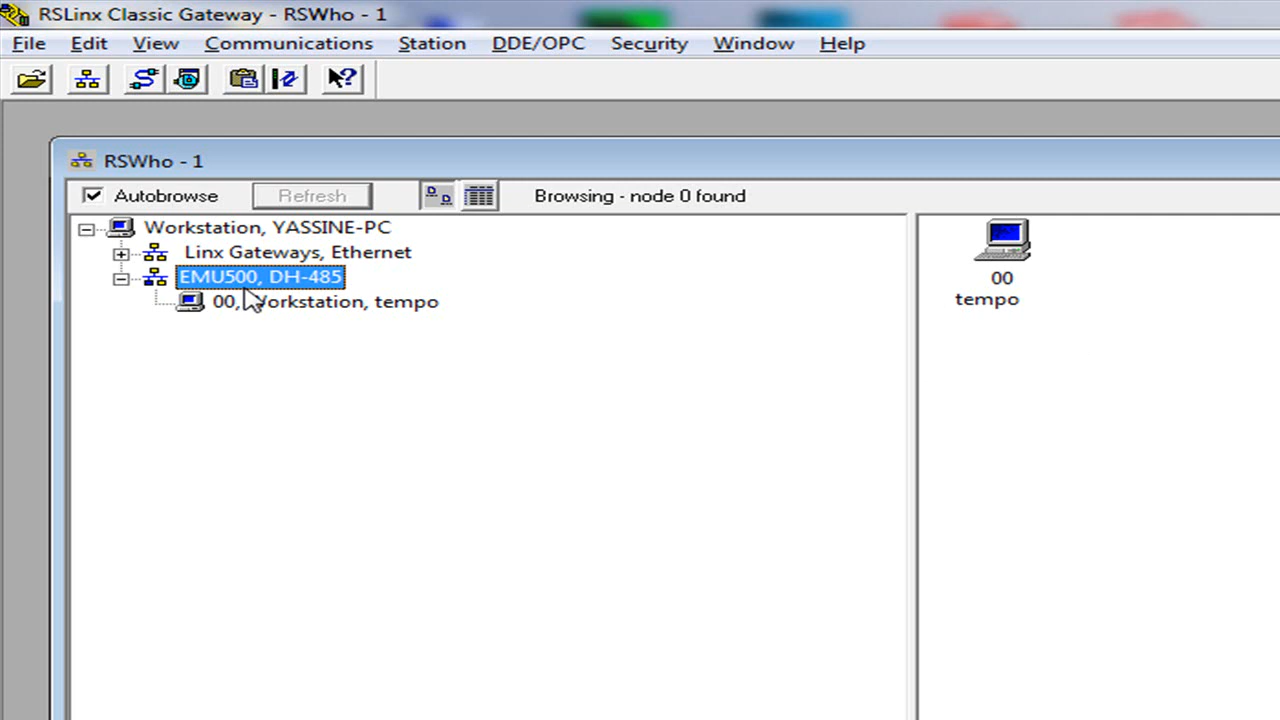 RSLinx Classic Gateway - RSWho - 1
File Edit View Communications Station DDE/OPC Security Window Help
RSWho - 1
Autobrowse Refresh Browsing - node 0 found
Workstation, YASSINE-PC
Linx Gateways, Ethernet
EMU500, DH-485
00, Workstation, tempo
00
tempo